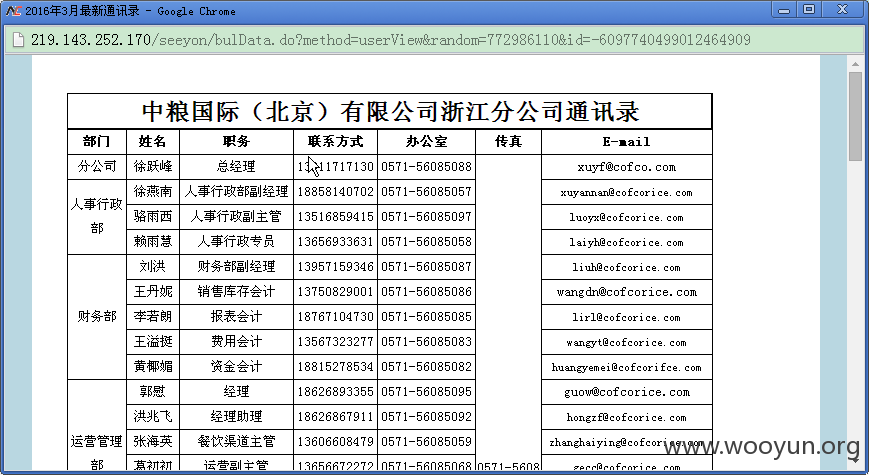 2016年3月最新通讯录 - Google Chrome
219.143.252.170/seeyon/bulData.do?method=userView&random=772986110&id=-6097740499012464909
中粮国际（北京）有限公司浙江分公司通讯录
部门 姓名 职务 联系方式 办公室 传真 E-mail
分公司 徐跃峰 总经理 0571-56085088 xuyf@cofco.com
人事行政部 徐燕南 人事行政部副经理 18858140702 0571-56085057 xuyannan@cofcorice.com
骆雨西 人事行政副主管 13516859415 0571-56085097 luoyx@cofcorice.com
赖雨慧 人事行政专员 13656933631 0571-56085058 laiyh@cofcorice.com
财务部 刘洪 财务部副经理 13957159346 0571-56085087 liuh@cofcorice.com
王丹妮 销售库存会计 13750829001 0571-56085086 wangdn@cofcorice.com
李若朗 报表会计 18767104730 0571-56085085 lirl@cofcorice.com
王溢挺 费用会计 13567323277 0571-56085083 wangyt@cofcorice.com
黄椰媚 资金会计 18815278534 0571-56085082 huangyemei@cofcorifce.com
运营管理部 郭慰 经理 18626893355 0571-56085095 guow@cofcorice.com
洪兆飞 经理助理 18626867911 0571-56085092 hongzf@cofcorice.com
张海英 餐饮渠道主管 13606608479 0571-56085059 zhanghaiying@cofcorice.com
葛初初 运营副主管 13656672272 0571-56085068 0571-5608 gecc@cofcorice.com
www.wooyun.org